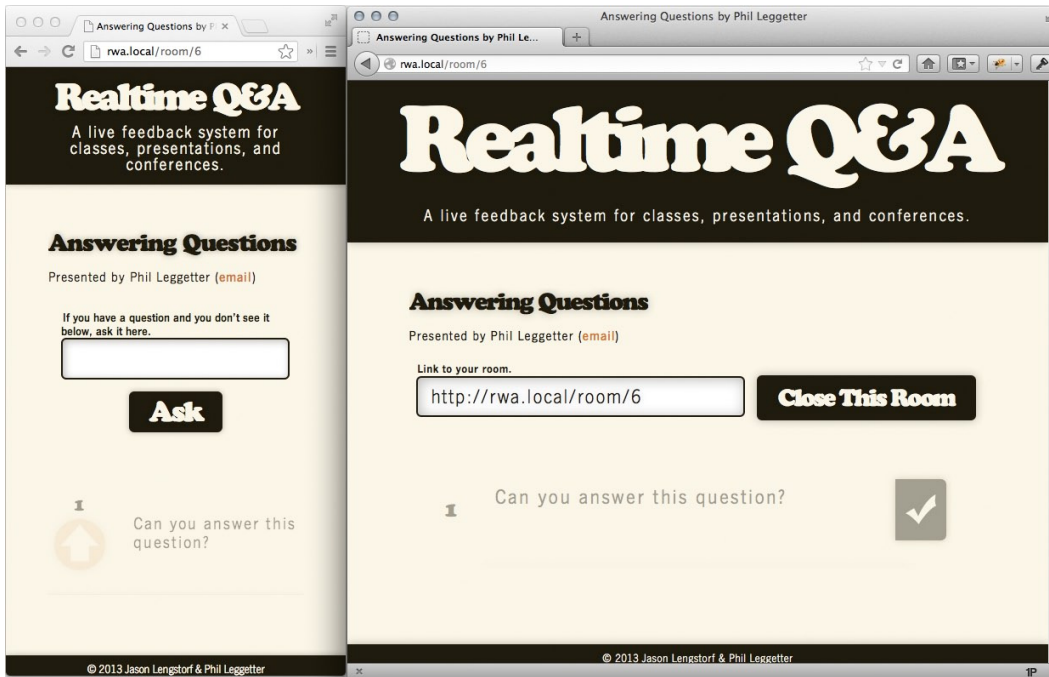 Answering Questions by P
rwa.local/room/6
Realtime Q&A
A live feedback system for
classes, presentations, and
conferences.
Answering Questions
Presented by Phil Leggetter (email)
If you have a question and you don't see it
below, ask it here.
Ask
1
Can you answer this
question?
© 2013 Jason Lengstorf & Phil Leggetter
Answering Questions by Phil Leggetter
Answering Questions by Phil Le...
rwa.local/room/6
Realtime Q&A
A live feedback system for classes, presentations, and conferences.
Answering Questions
Presented by Phil Leggetter (email)
Link to your room.
http://rwa.local/room/6
Close This Room
1
Can you answer this question?
© 2013 Jason Lengstorf & Phil Leggetter
1P